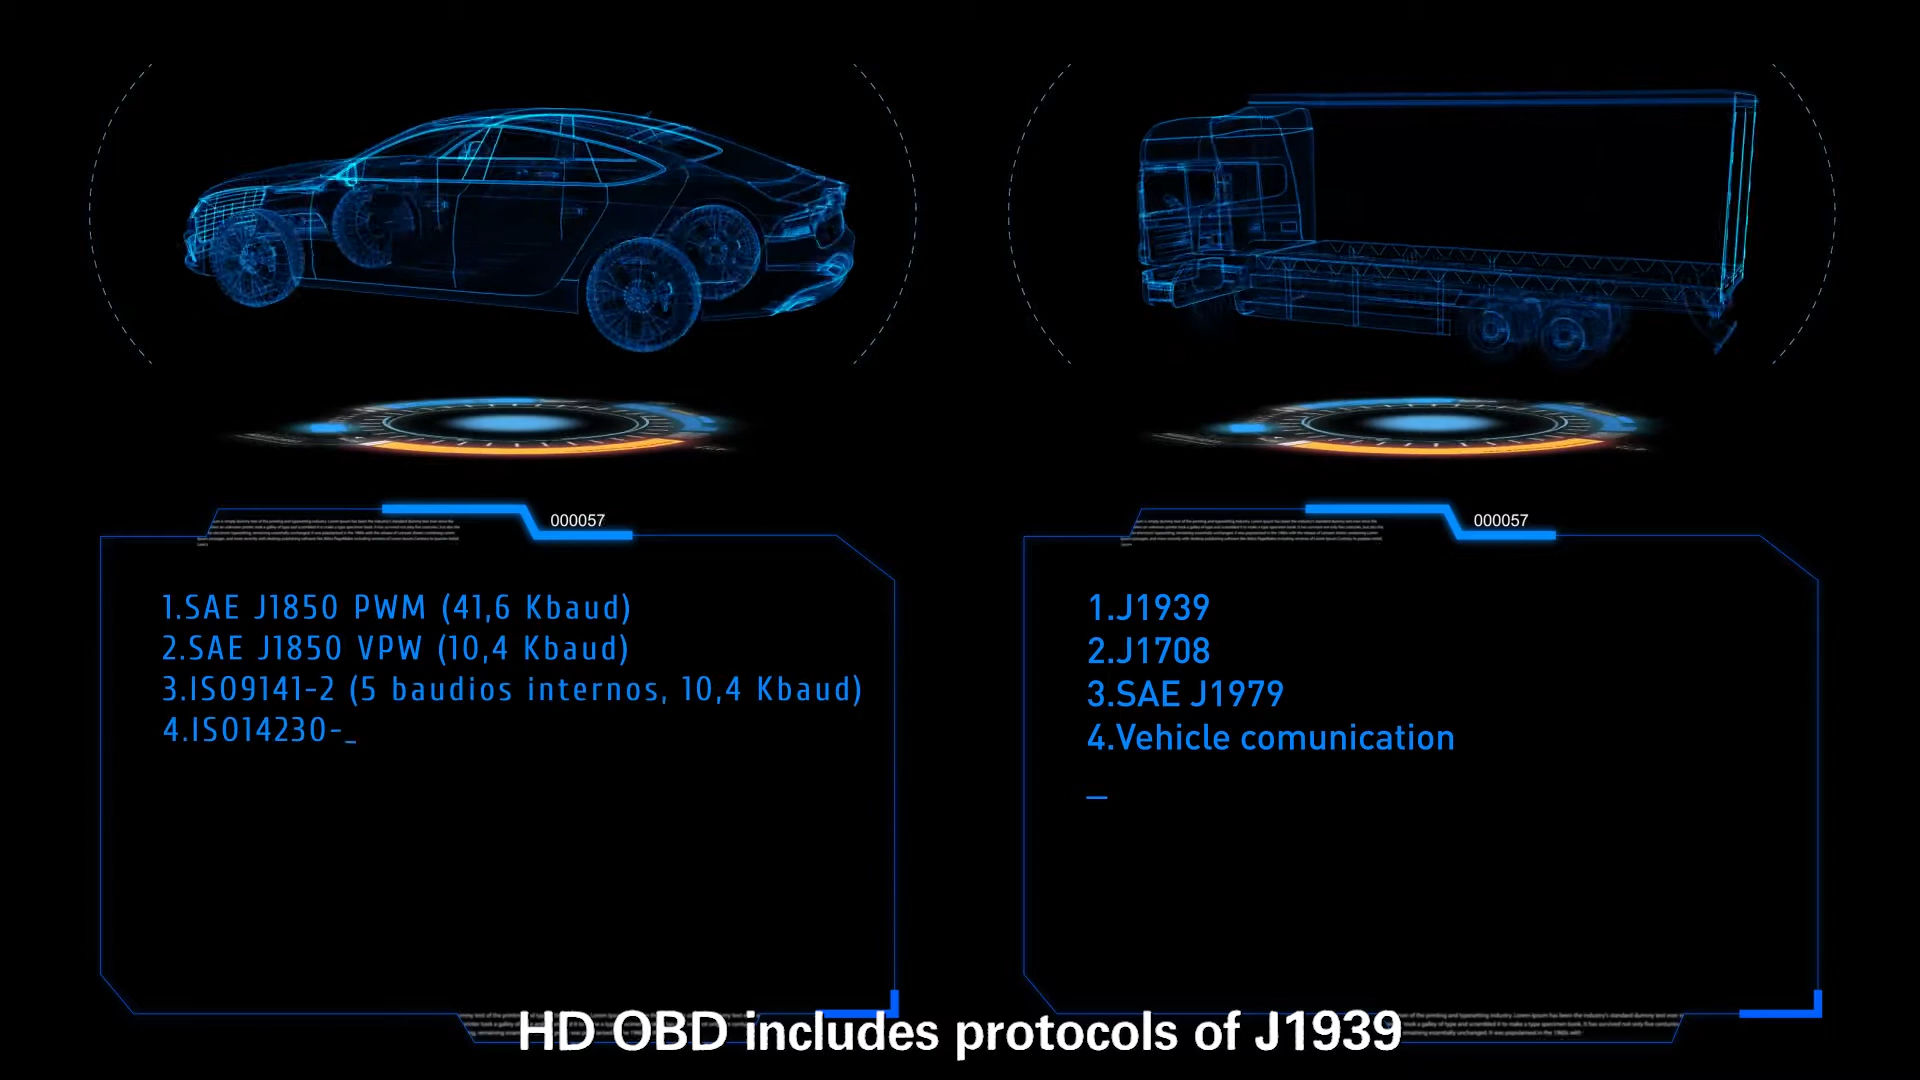 000057
1.SAE J1850 PWM (41,6 Kbaud)
2.SAE J1850 VPW (10,4 Kbaud)
3.ISO9141-2 (5 baudios internos, 10,4 Kbaud)
4.ISO14230-_
000057
1.J1939
2.J1708
3.SAE J1979
4.Vehicle comunication
_
HD OBD includes protocols of J1939